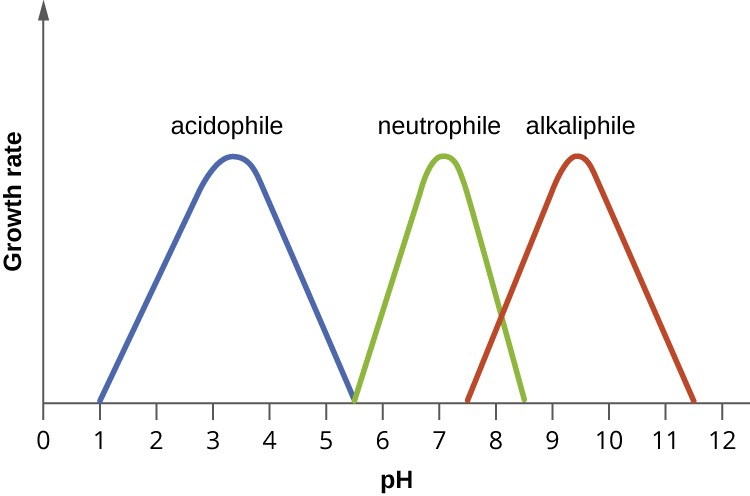 acidophile neutrophile alkaliphile
Growth rate
0 1 2 3 4 5 6 7 8 9 10 11 12
pH